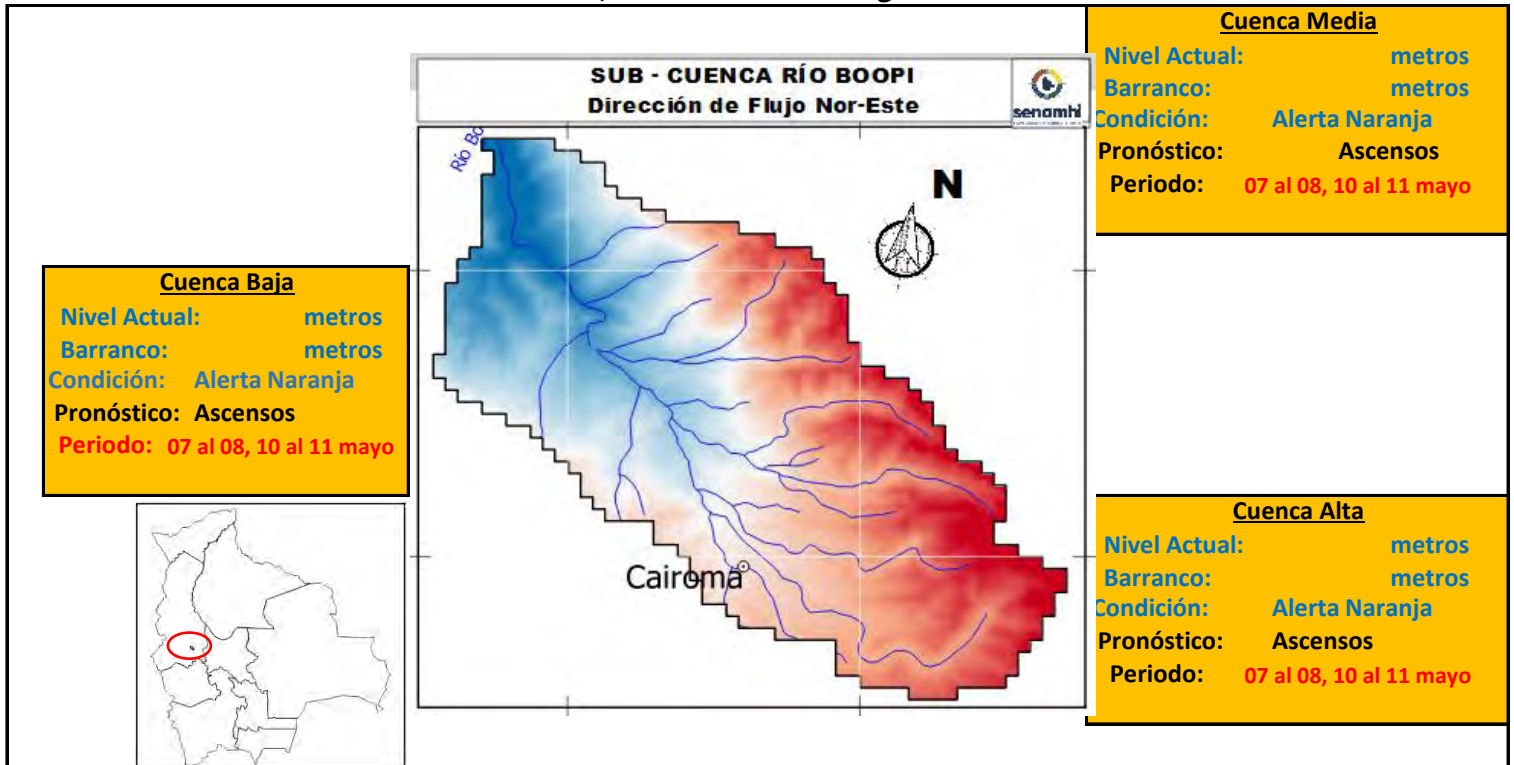 Cuenca Media
Nivel Actual: metros
Barranco: metros
Condición: Alerta Naranja
Pronóstico: Ascensos
Periodo: 07 al 08, 10 al 11 mayo
SUB - CUENCA RÍO BOOPI
Dirección de Flujo Nor-Este
senamhi
Río Bo
N
Cuenca Baja
Nivel Actual: metros
Barranco: metros
Condición: Alerta Naranja
Pronóstico: Ascensos
Periodo: 07 al 08, 10 al 11 mayo
Cairoma
Cuenca Alta
Nivel Actual: metros
Barranco: metros
Condición: Alerta Naranja
Pronóstico: Ascensos
Periodo: 07 al 08, 10 al 11 mayo